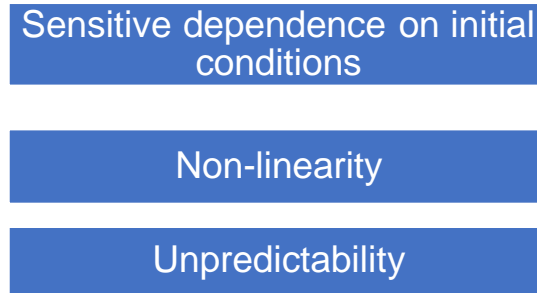 Sensitive dependence on initial
conditions
Non-linearity
Unpredictability